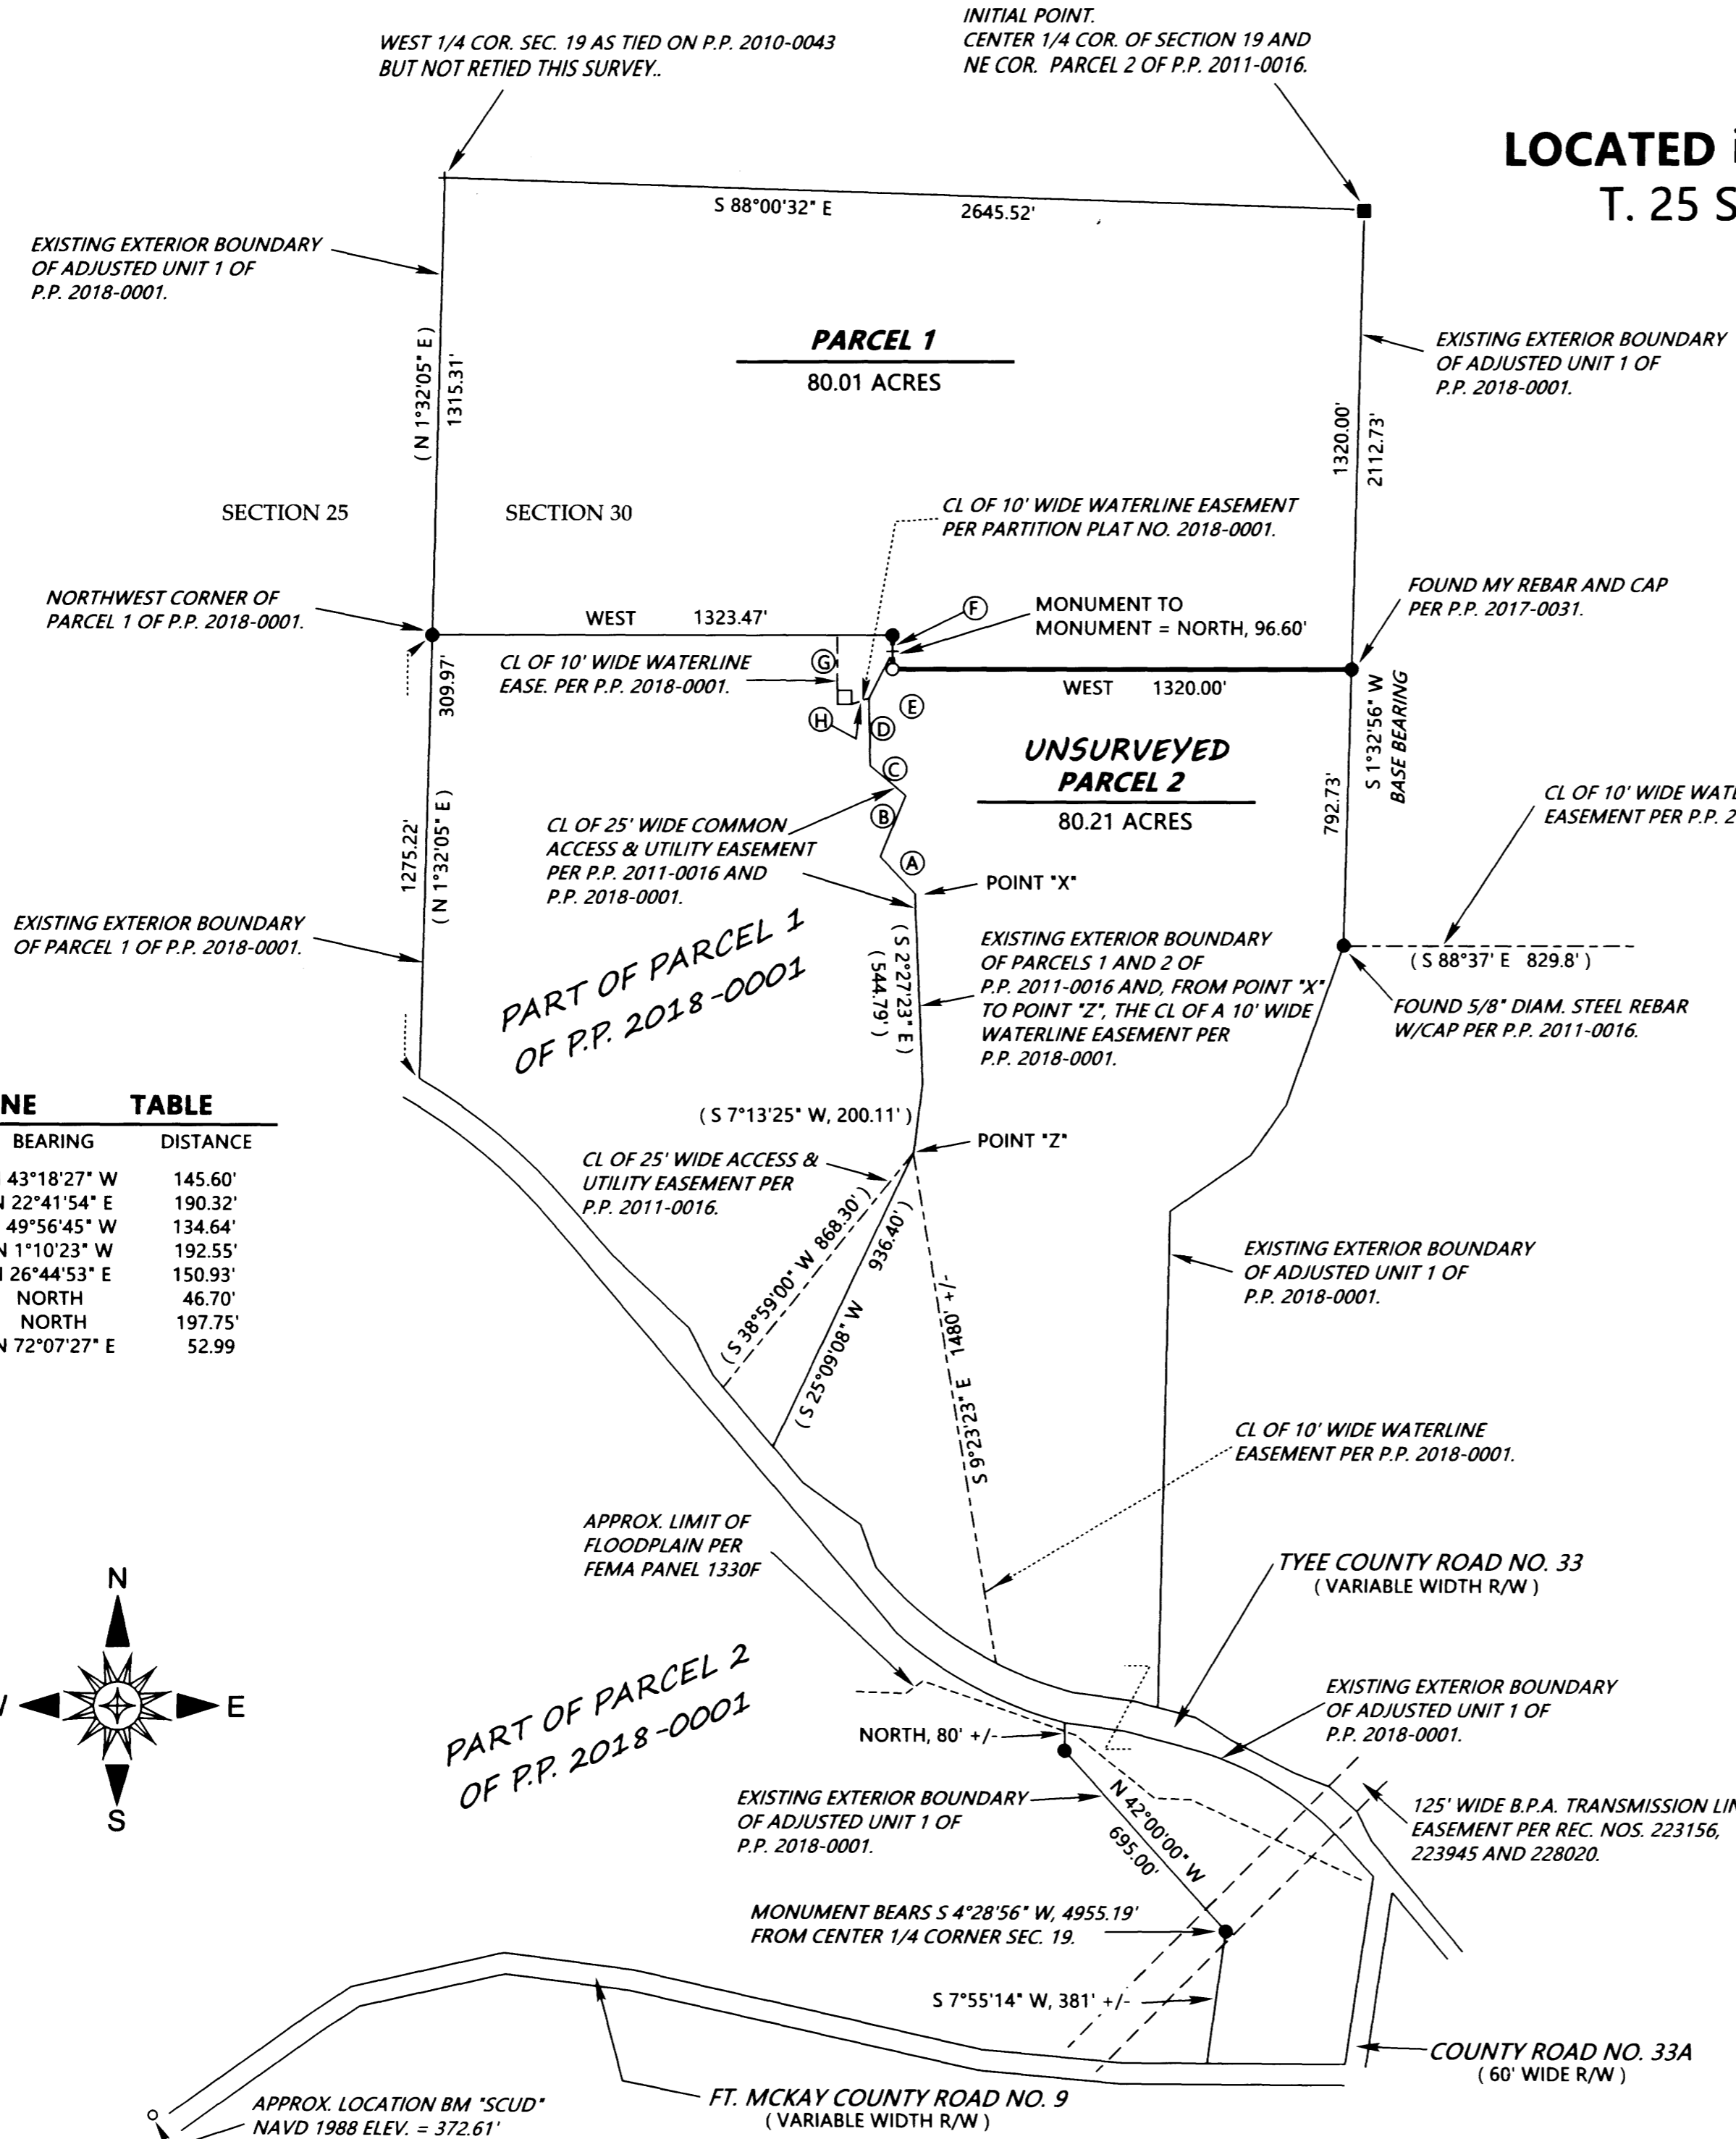 WEST 1/4 COR. SEC. 19 AS TIED ON P.P. 2010-0043
BUT NOT RETIED THIS SURVEY..
INITIAL POINT.
CENTER 1/4 COR. OF SECTION 19 AND
NE COR. PARCEL 2 OF P.P. 2011-0016.
LOCATED
T. 25 S
S 88°00'32" E 2645.52'
EXISTING EXTERIOR BOUNDARY
OF ADJUSTED UNIT 1 OF
P.P. 2018-0001.
( N 1°32'05" E )
1315.31'
PARCEL 1
80.01 ACRES
EXISTING EXTERIOR BOUNDARY
OF ADJUSTED UNIT 1 OF
P.P. 2018-0001.
1320.00'
2112.73'
SECTION 25
SECTION 30
CL OF 10' WIDE WATERLINE EASEMENT
PER PARTITION PLAT NO. 2018-0001.
NORTHWEST CORNER OF
PARCEL 1 OF P.P. 2018-0001.
WEST 1323.47'
F
MONUMENT TO
MONUMENT = NORTH, 96.60'
FOUND MY REBAR AND CAP
PER P.P. 2017-0031.
309.97'
CL OF 10' WIDE WATERLINE
EASE. PER P.P. 2018-0001.
G
H
E
D
C
B
A
WEST 1320.00'
S 1°32'56" W
BASE BEARING
UNSURVEYED
PARCEL 2
80.21 ACRES
792.73'
CL OF 10' WIDE
EASEMENT PER P.P.
1275.22'
( N 1°32'05" E )
CL OF 25' WIDE COMMON
ACCESS & UTILITY EASEMENT
PER P.P. 2011-0016 AND
P.P. 2018-0001.
POINT "X"
EXISTING EXTERIOR BOUNDARY
OF PARCEL 1 OF P.P. 2018-0001.
PART OF PARCEL 1
OF P.P. 2018-0001
( S 2°27'23" E )
( 544.79' )
EXISTING EXTERIOR BOUNDARY
OF PARCELS 1 AND 2 OF
P.P. 2011-0016 AND, FROM POINT "X"
TO POINT "Z", THE CL OF A 10' WIDE
WATERLINE EASEMENT PER
P.P. 2018-0001.
( S 88°37' E 829.8' )
FOUND 5/8" DIAM. STEEL REBAR
W/CAP PER P.P. 2011-0016.
NE TABLE
BEARING DISTANCE
43°18'27" W 145.60'
N 22°41'54" E 190.32'
49°56'45" W 134.64'
N 1°10'23" W 192.55'
26°44'53" E 150.93'
NORTH 46.70'
NORTH 197.75'
N 72°07'27" E 52.99
( S 7°13'25" W, 200.11' )
POINT "Z"
CL OF 25' WIDE ACCESS &
UTILITY EASEMENT PER
P.P. 2011-0016.
( S 38°59'00" W 868.30' )
( S 25°09'08" W 936.40' )
S 9°23'23" E 1480' +/-
EXISTING EXTERIOR BOUNDARY
OF ADJUSTED UNIT 1 OF
P.P. 2018-0001.
CL OF 10' WIDE WATERLINE
EASEMENT PER P.P. 2018-0001.
APPROX. LIMIT OF
FLOODPLAIN PER
FEMA PANEL 1330F
TYEE COUNTY ROAD NO. 33
( VARIABLE WIDTH R/W )
N
E
S
PART OF PARCEL 2
OF P.P. 2018-0001
EXISTING EXTERIOR BOUNDARY
OF ADJUSTED UNIT 1 OF
P.P. 2018-0001.
NORTH, 80' +/-
EXISTING EXTERIOR BOUNDARY
OF ADJUSTED UNIT 1 OF
P.P. 2018-0001.
N 42°00'00" W
695.00'
125' WIDE B.P.A. TRANSMISSION
EASEMENT PER REC. NOS. 223156,
223945 AND 228020.
MONUMENT BEARS S 4°28'56" W, 4955.19'
FROM CENTER 1/4 CORNER SEC. 19.
S 7°55'14" W, 381' +/-
COUNTY ROAD NO. 33A
( 60' WIDE R/W )
FT. MCKAY COUNTY ROAD NO. 9
( VARIABLE WIDTH R/W )
APPROX. LOCATION BM "SCUD"
NAVD 1988 ELEV. = 372.61'